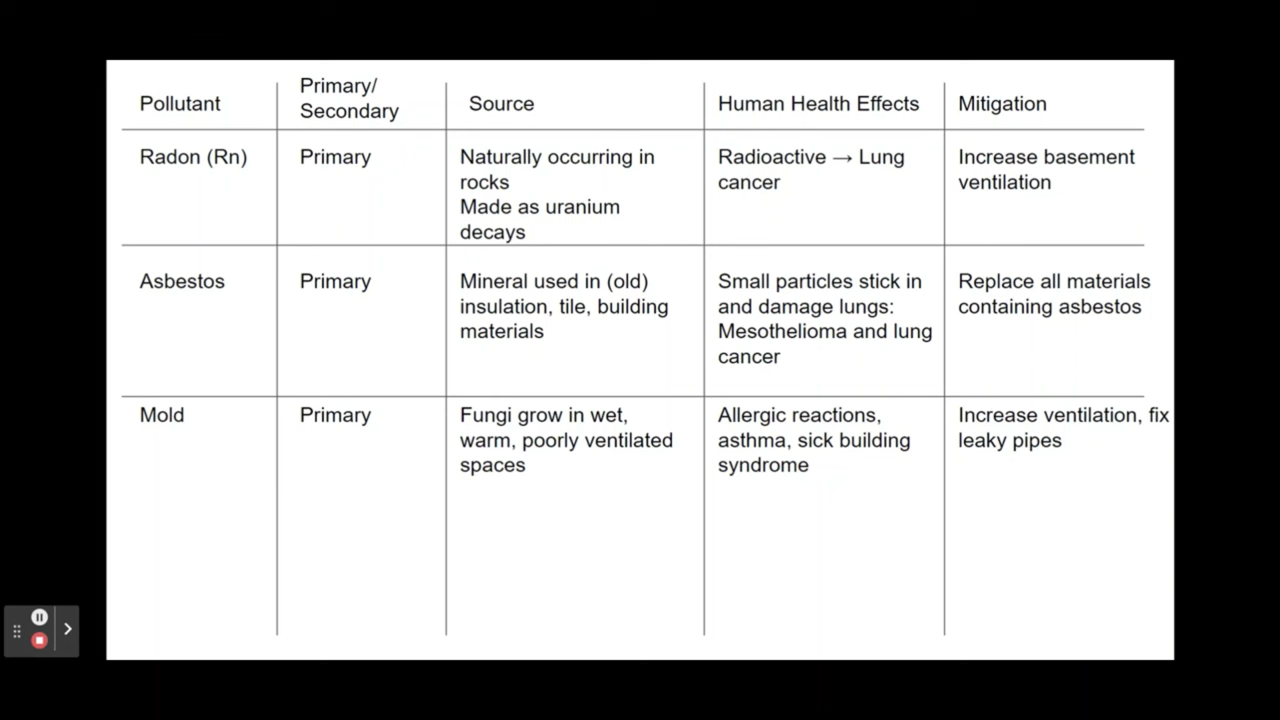 Pollutant
Primary/
Secondary
Source
Human Health Effects
Mitigation
Radon (Rn)
Primary
Naturally occurring in
rocks
Made as uranium
decays
Radioactive → Lung
cancer
Increase basement
ventilation
Asbestos
Primary
Mineral used in (old)
insulation, tile, building
materials
Small particles stick in
and damage lungs:
Mesothelioma and lung
cancer
Replace all materials
containing asbestos
Mold
Primary
Fungi grow in wet,
warm, poorly ventilated
spaces
Allergic reactions,
asthma, sick building
syndrome
Increase ventilation, fix
leaky pipes